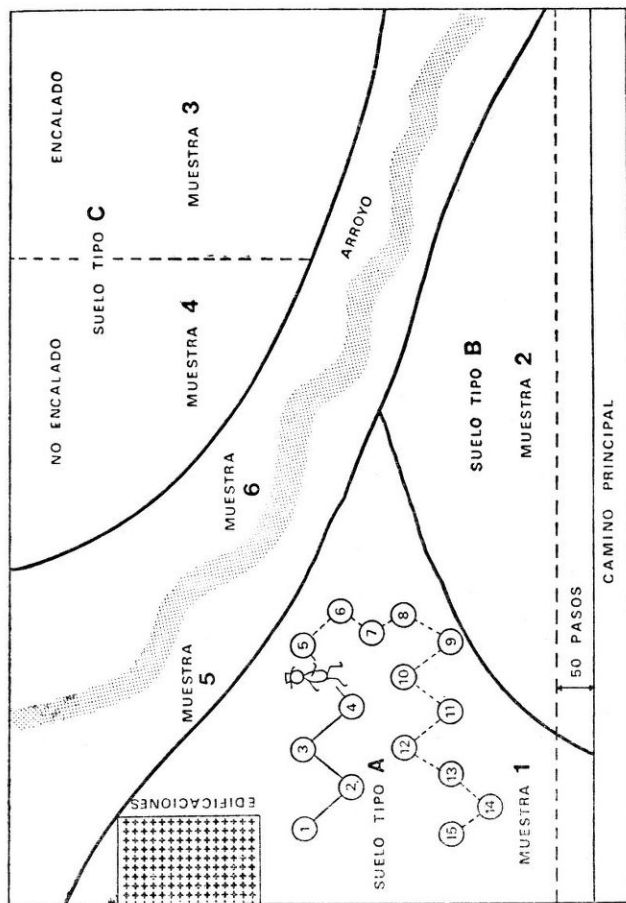 NO ENCALADO
ENCALADO
SUELO TIPO C
MUESTRA 4
MUESTRA 3
MUESTRA
6
ARROYO
MUESTRA
5
EDIFICACIONES
1
2
3
4
5
6
7
8
9
10
11
12
13
14
15
SUELO TIPO A
MUESTRA 1
SUELO TIPO B
MUESTRA 2
50 PASOS
CAMINO PRINCIPAL